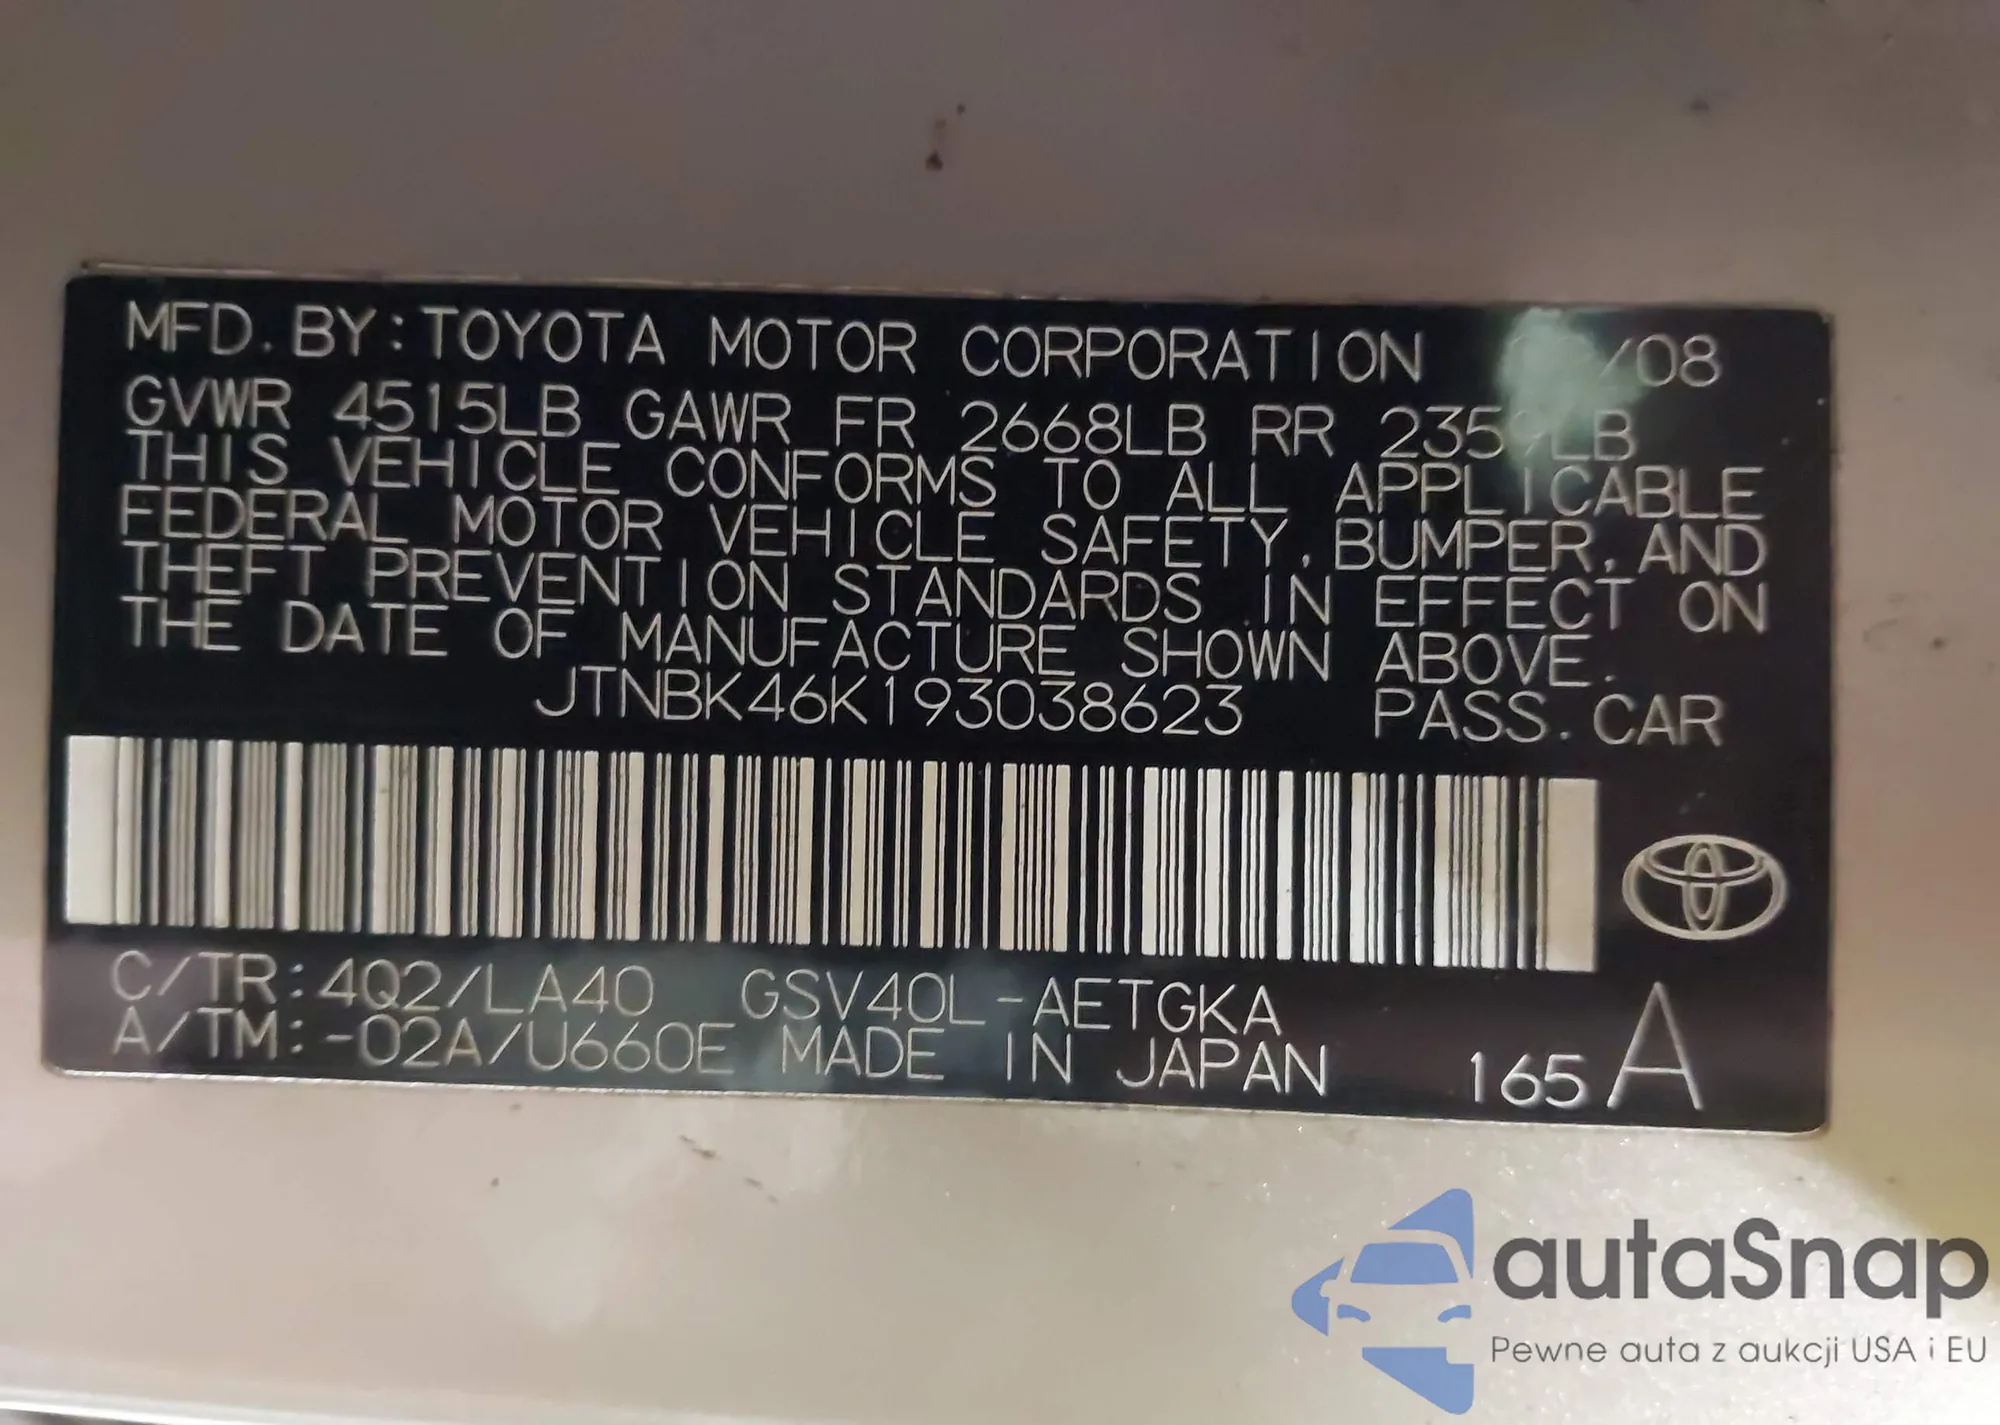 MFD. BY: TOYOTA MOTOR CORPORATION /08
GVWR 4515LB GAWR FR 2668LB RR 2359LB
THIS VEHICLE CONFORMS TO ALL APPLICABLE
FEDERAL MOTOR VEHICLE SAFETY, BUMPER, AND
THEFT PREVENTION STANDARDS IN EFFECT ON
THE DATE OF MANUFACTURE SHOWN ABOVE.
JTNBK46K193038623 PASS. CAR
C/TR: 4Q2/LA40 GSV40L-AETGKA
A/TM: -02A/U660E MADE IN JAPAN 165 A
autaSnap
Pewne auta z aukcji USA i EU